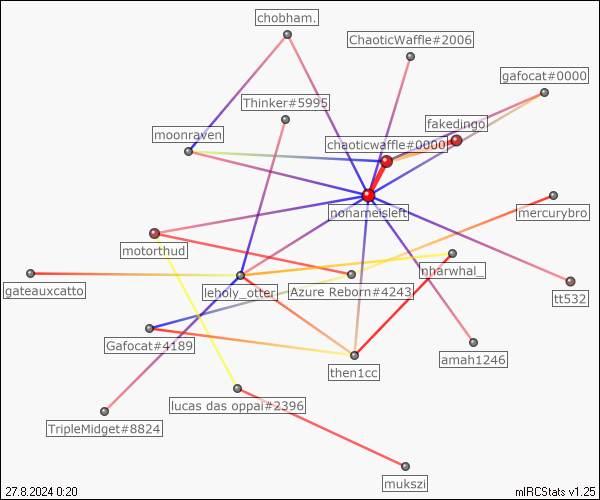 chobham.
ChaoticWaffle#2006
gafocat#0000
Thinker#5995
fakedingo
moonraven
chaoticwaffle#0000
nonameisleft
mercurybro
motorthud
nharwhal_
gateauxcatto
leholy_otter
Azure Reborn#4243
tt532
Gafocat#4189
amah1246
then1cc
lucas das oppai#2396
TripleMidget#8824
mukszi
27.8.2024 0:20
mIRCStats v1.25